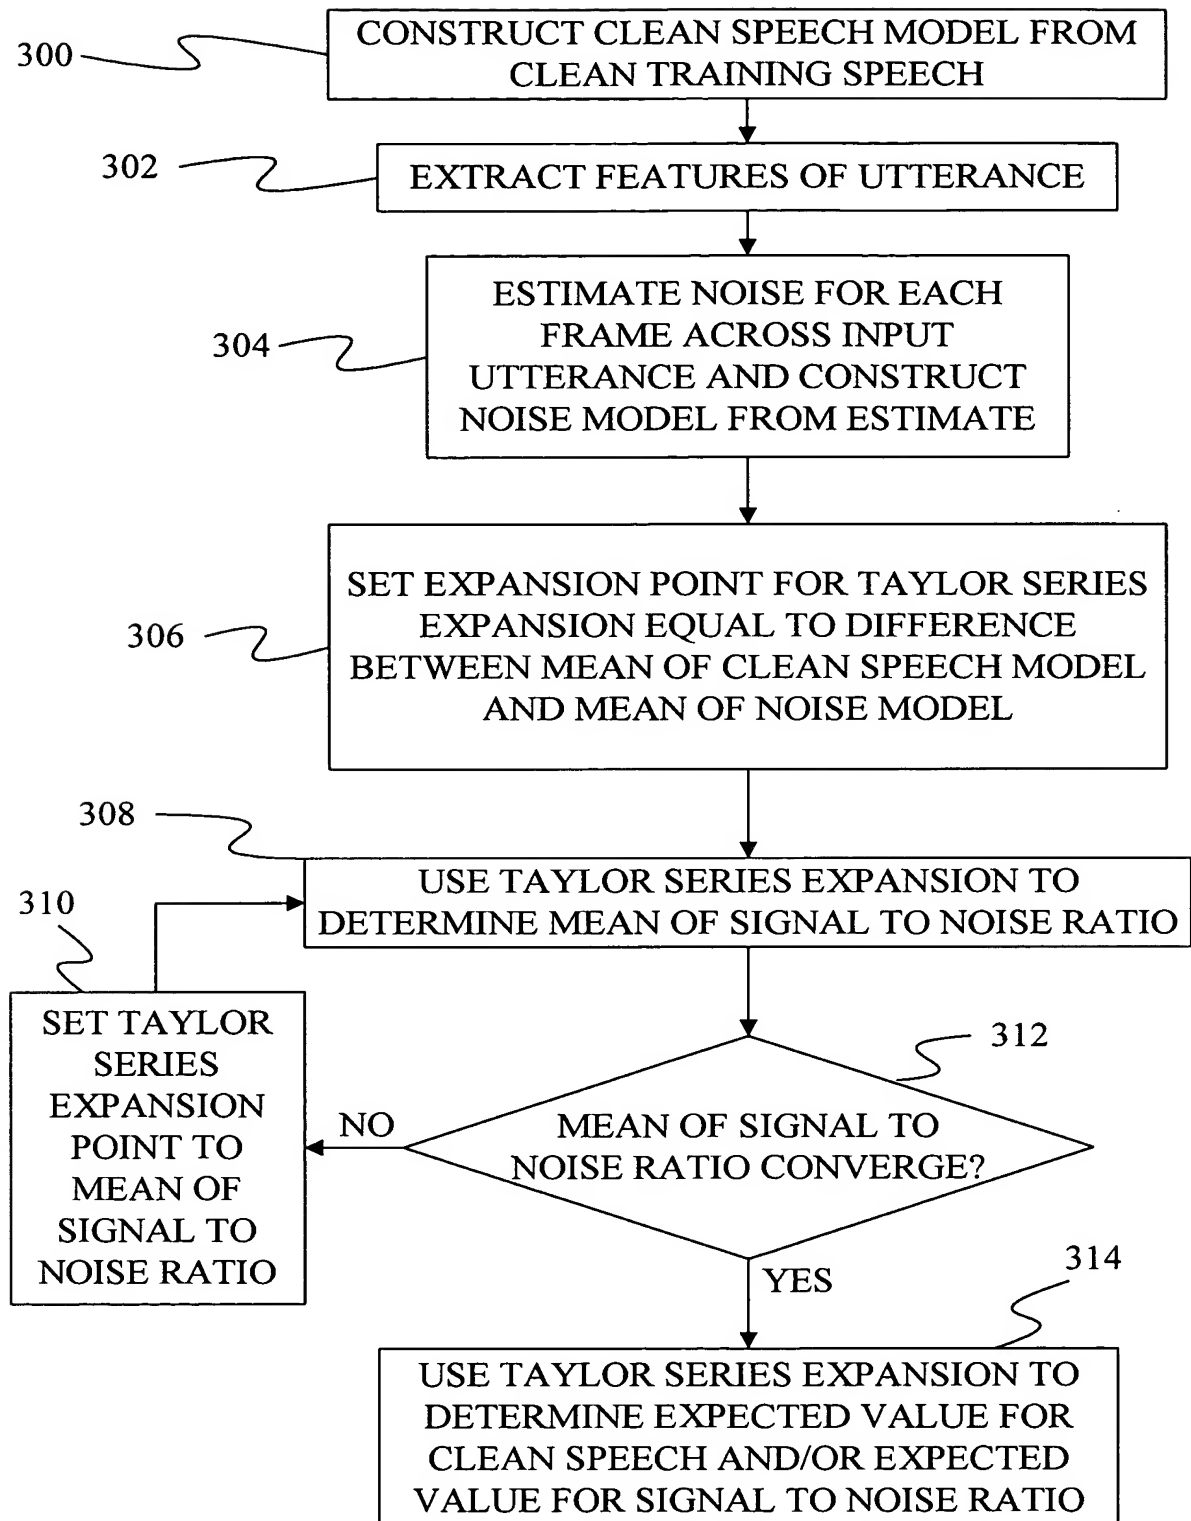 300
CONSTRUCT CLEAN SPEECH MODEL FROM
CLEAN TRAINING SPEECH
302
EXTRACT FEATURES OF UTTERANCE
304
ESTIMATE NOISE FOR EACH
FRAME ACROSS INPUT
UTTERANCE AND CONSTRUCT
NOISE MODEL FROM ESTIMATE
306
SET EXPANSION POINT FOR TAYLOR SERIES
EXPANSION EQUAL TO DIFFERENCE
BETWEEN MEAN OF CLEAN SPEECH MODEL
AND MEAN OF NOISE MODEL
308
USE TAYLOR SERIES EXPANSION TO
DETERMINE MEAN OF SIGNAL TO NOISE RATIO
310
SET TAYLOR
SERIES
EXPANSION
POINT TO
MEAN OF
SIGNAL TO
NOISE RATIO
NO
312
MEAN OF SIGNAL TO
NOISE RATIO CONVERGE?
YES
314
USE TAYLOR SERIES EXPANSION TO
DETERMINE EXPECTED VALUE FOR
CLEAN SPEECH AND/OR EXPECTED
VALUE FOR SIGNAL TO NOISE RATIO